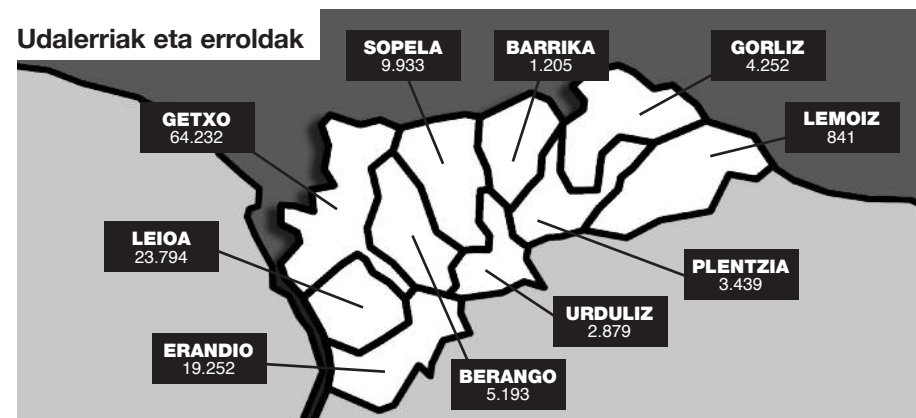 Udalerriak eta erroldak
SOPELA
9.933
BARRIKA
1.205
GORLIZ
4.252
GETXO
64.232
LEMOIZ
841
LEIOA
23.794
PLENTZIA
3.439
URDULIZ
2.879
ERANDIO
19.252
BERANGO
5.193